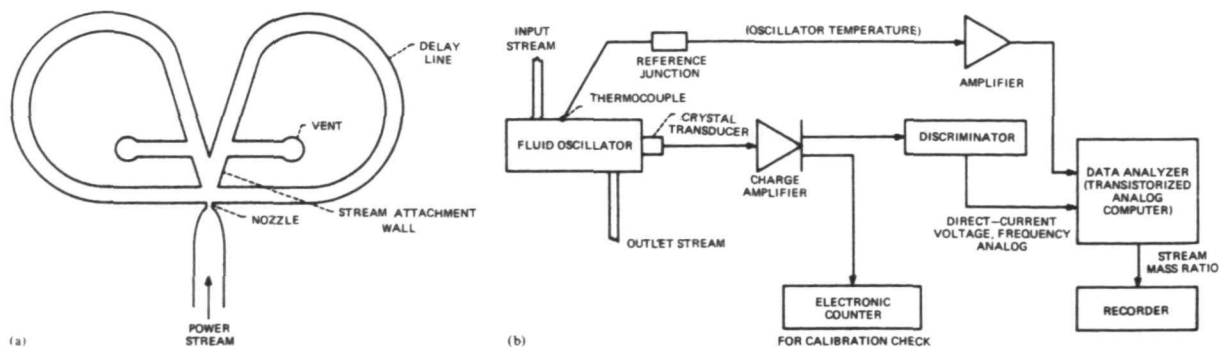 DELAY
LINE
VENT
STREAM ATTACHMENT
WALL
NOZZLE
POWER
STREAM
(a)
INPUT
STREAM
(OSCILLATOR TEMPERATURE)
REFERENCE
JUNCTION
AMPLIFIER
THERMOCOUPLE
CRYSTAL
TRANSDUCER
FLUID OSCILLATOR
CHARGE
AMPLIFIER
DISCRIMINATOR
DATA ANALYZER
(TRANSISTORIZED
ANALOG
COMPUTER)
DIRECT-CURRENT
VOLTAGE, FREQUENCY
ANALOG
OUTLET STREAM
STREAM
MASS RATIO
ELECTRONIC
COUNTER
RECORDER
FOR CALIBRATION CHECK
(b)